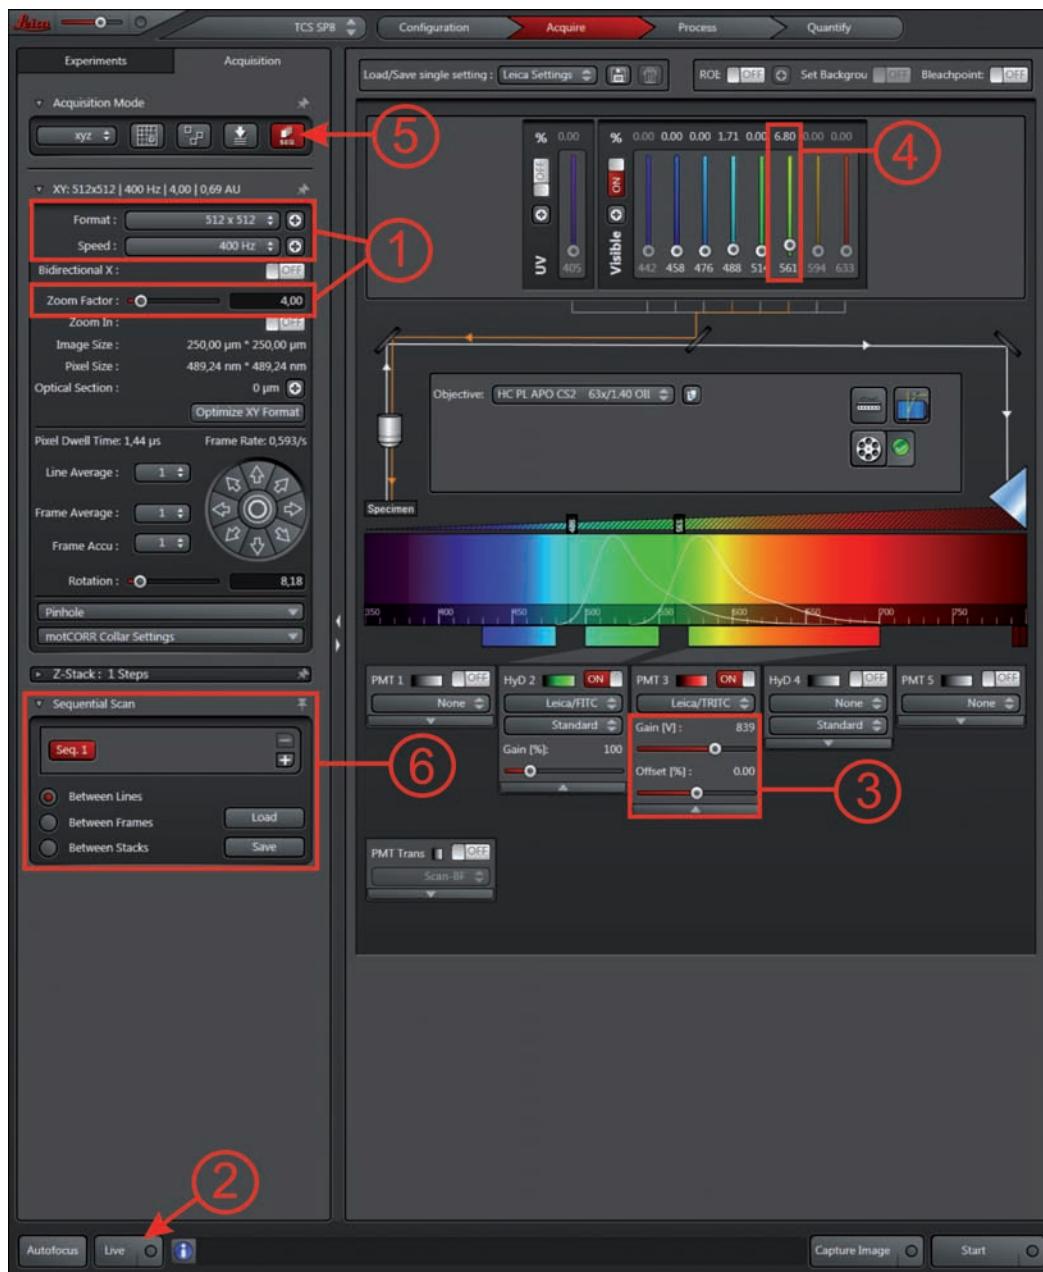 Leica
TCS SP8
Configuration
Acquire
Process
Quantify
Experiments
Acquisition
Load/Save single setting :
Leica Settings
ROI:
OFF
Set Backgrou
OFF
Bleachpoint:
OFF
Acquisition Mode
xyz
SEQ
5
XY: 512x512 | 400 Hz | 4,00 | 0,69 AU
Format :
512 x 512
Speed :
400 Hz
1
Bidirectional X :
OFF
Zoom Factor :
4,00
Zoom In :
OFF
Image Size :
250,00 µm * 250,00 µm
Pixel Size :
489,24 nm * 489,24 nm
Optical Section :
0 µm
Optimize XY Format
Pixel Dwell Time: 1,44 µs
Frame Rate: 0,593/s
Line Average :
1
Frame Average :
1
Frame Accu :
1
Rotation :
8,18
Pinhole
motCORR Collar Settings
Z-Stack : 1 Steps
Sequential Scan
Seq. 1
Between Lines
Between Frames
Load
Between Stacks
Save
6
% 0.00
OFF
UV
405
% 0.00 0.00 0.00 1.71 0.00 6.80 0.00 0.00
ON
Visible
442 458 476 488 514 561 594 633
4
Objective:
HC PL APO CS2 63x/1.40 OIL
Specimen
488
561
350 400 450 500 550 600 650 700 750
PMT 1
OFF
None
HyD 2
ON
Leica/FITC
Standard
Gain [%]:
100
PMT 3
ON
Leica/TRITC
Gain [V] :
839
Offset [%] :
0.00
3
HyD 4
OFF
None
Standard
PMT 5
OFF
None
PMT Trans
OFF
Scan-BF
2
Autofocus
Live
Capture Image
Start